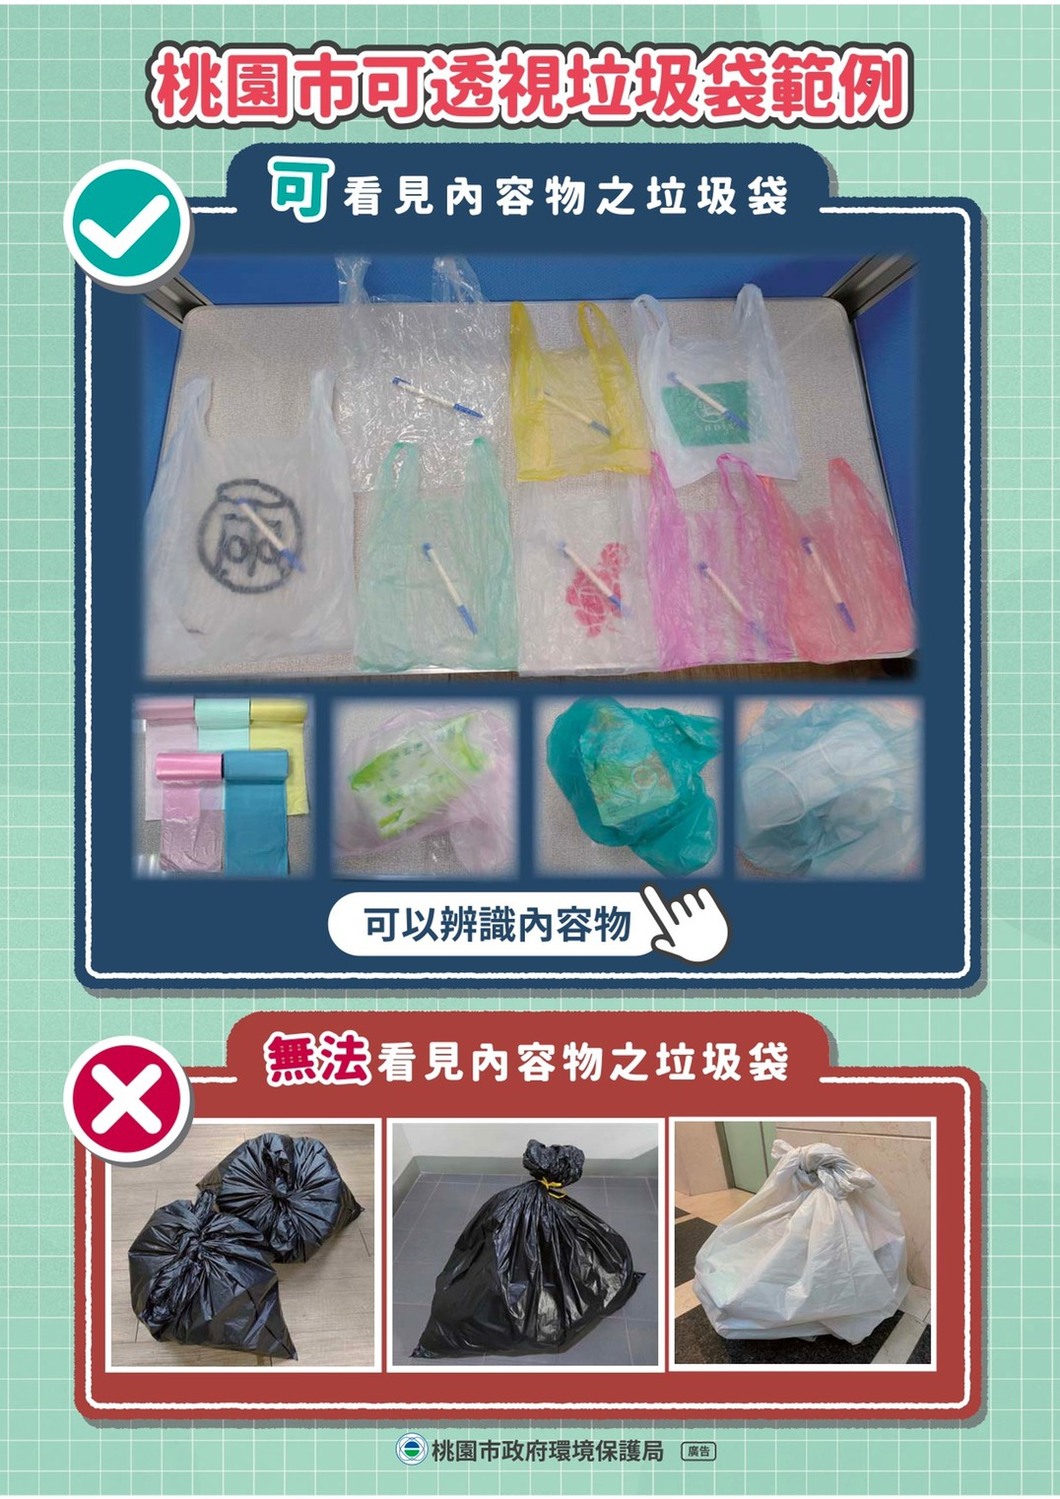 桃園市可透視垃圾袋範例
可看見內容物之垃圾袋
可以辨識內容物
無法看見內容物之垃圾袋
桃園市政府環境保護局 廣告